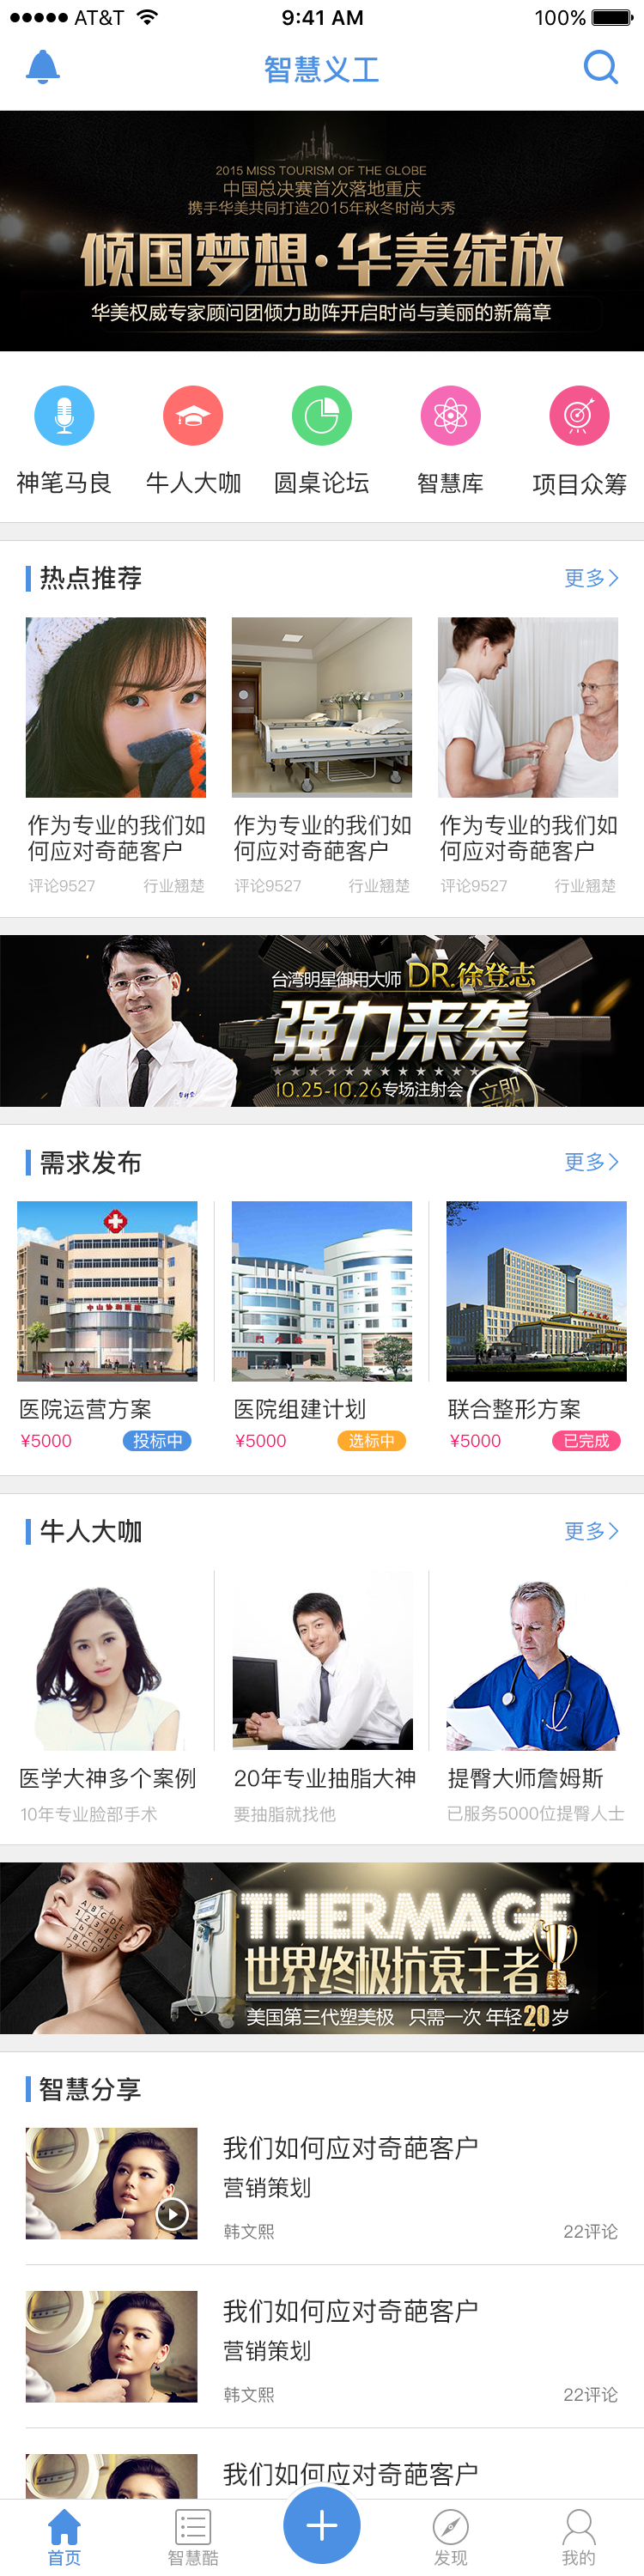 AT&T
9:41 AM
100%
智慧义工
2015 MISS TOURISM OF THE GLOBE
中国总决赛首次落地重庆
携手华美共同打造2015年秋冬时尚大秀
倾国梦想·华美绽放
华美权威专家顾问团倾力助阵开启时尚与美丽的新篇章
神笔马良 牛人大咖 圆桌论坛 智慧库 项目众筹
热点推荐 更多
作为专业的我们如
何应对奇葩客户
评论9527 行业翘楚
作为专业的我们如
何应对奇葩客户
评论9527 行业翘楚
作为专业的我们如
何应对奇葩客户
评论9527 行业翘楚
台湾明星御用大师 DR.徐登志
强力来袭
10.25-10.26专场注射会
立即
需求发布 更多
医院运营方案
¥5000 投标中
医院组建计划
¥5000 选标中
联合整形方案
¥5000 已完成
牛人大咖 更多
医学大神多个案例
10年专业脸部手术
20年专业抽脂大神
要抽脂就找他
提臀大师詹姆斯
已服务5000位提臀人士
THERMAGE
世界终极抗衰王者
美国第三代塑美极 只需一次 年轻20岁
智慧分享
我们如何应对奇葩客户
营销策划
韩文熙 22评论
我们如何应对奇葩客户
营销策划
韩文熙 22评论
我们如何应对奇葩客户
首页 智慧酷 发现 我的